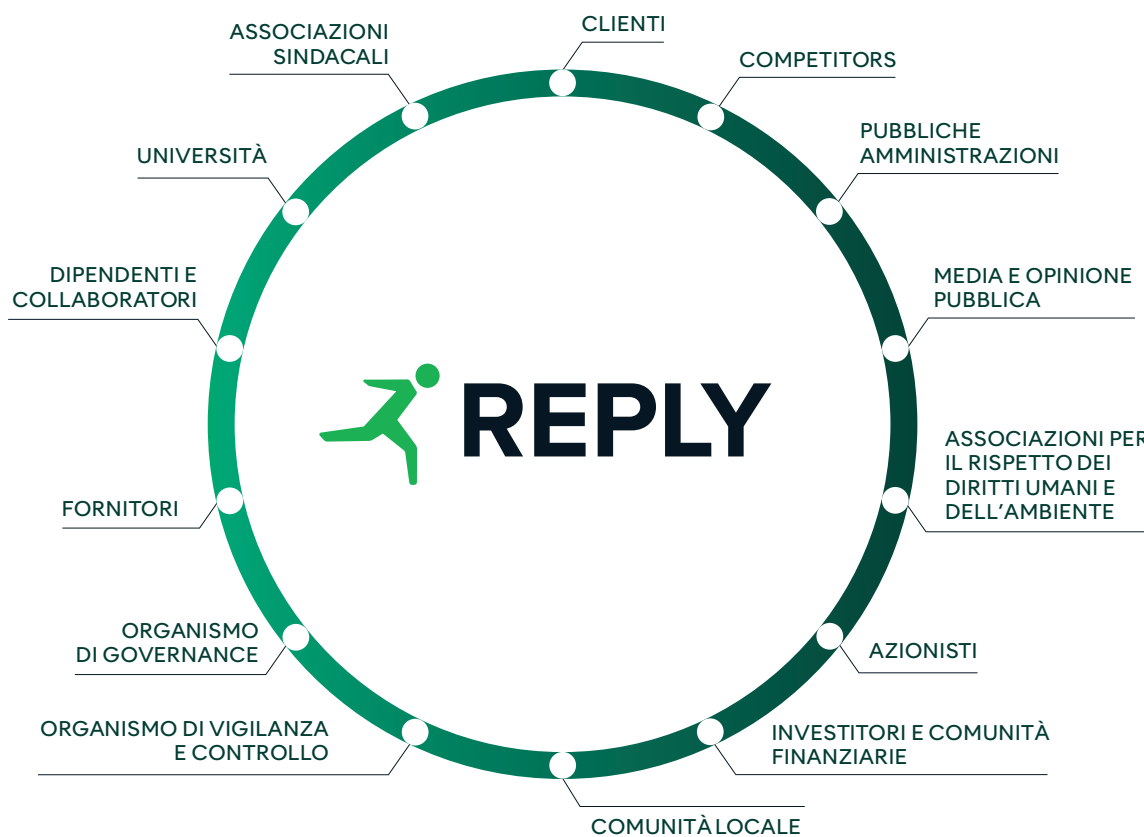 CLIENTI
COMPETITORS
PUBBLICHE
AMMINISTRAZIONI
MEDIA E OPINIONE
PUBBLICA
ASSOCIAZIONI PER
IL RISPETTO DEI
DIRITTI UMANI E
DELL'AMBIENTE
AZIONISTI
INVESTITORI E COMUNITÀ
FINANZIARIE
COMUNITÀ LOCALE
ORGANISMO DI VIGILANZA
E CONTROLLO
ORGANISMO
DI GOVERNANCE
FORNITORI
DIPENDENTI E
COLLABORATORI
UNIVERSITÀ
ASSOCIAZIONI
SINDACALI
REPLY